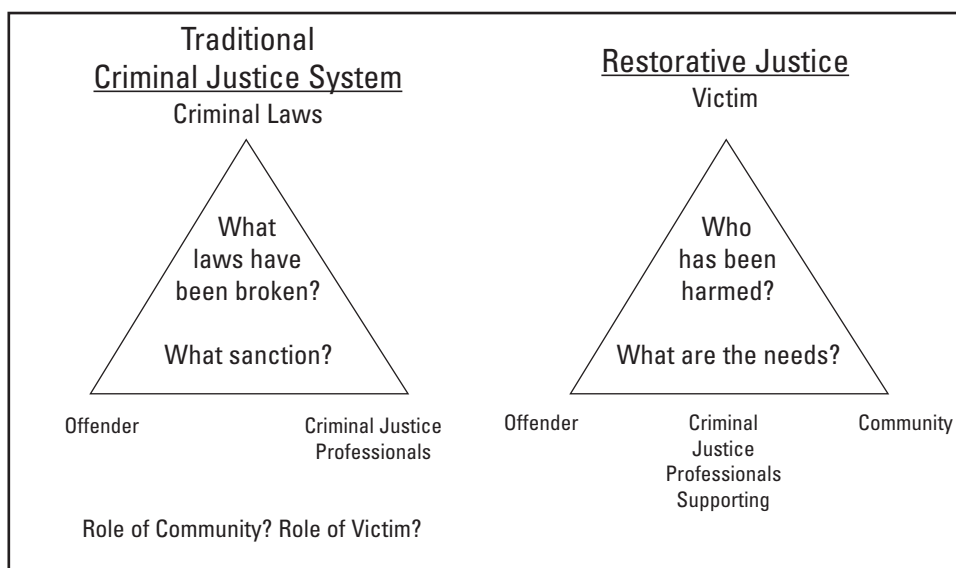 Traditional
Criminal Justice System
Criminal Laws
What
laws have
been broken?
What sanction?
Offender
Criminal Justice
Professionals
Role of Community? Role of Victim?
Restorative Justice
Victim
Who
has been
harmed?
What are the needs?
Offender
Criminal
Justice
Professionals
Supporting
Community